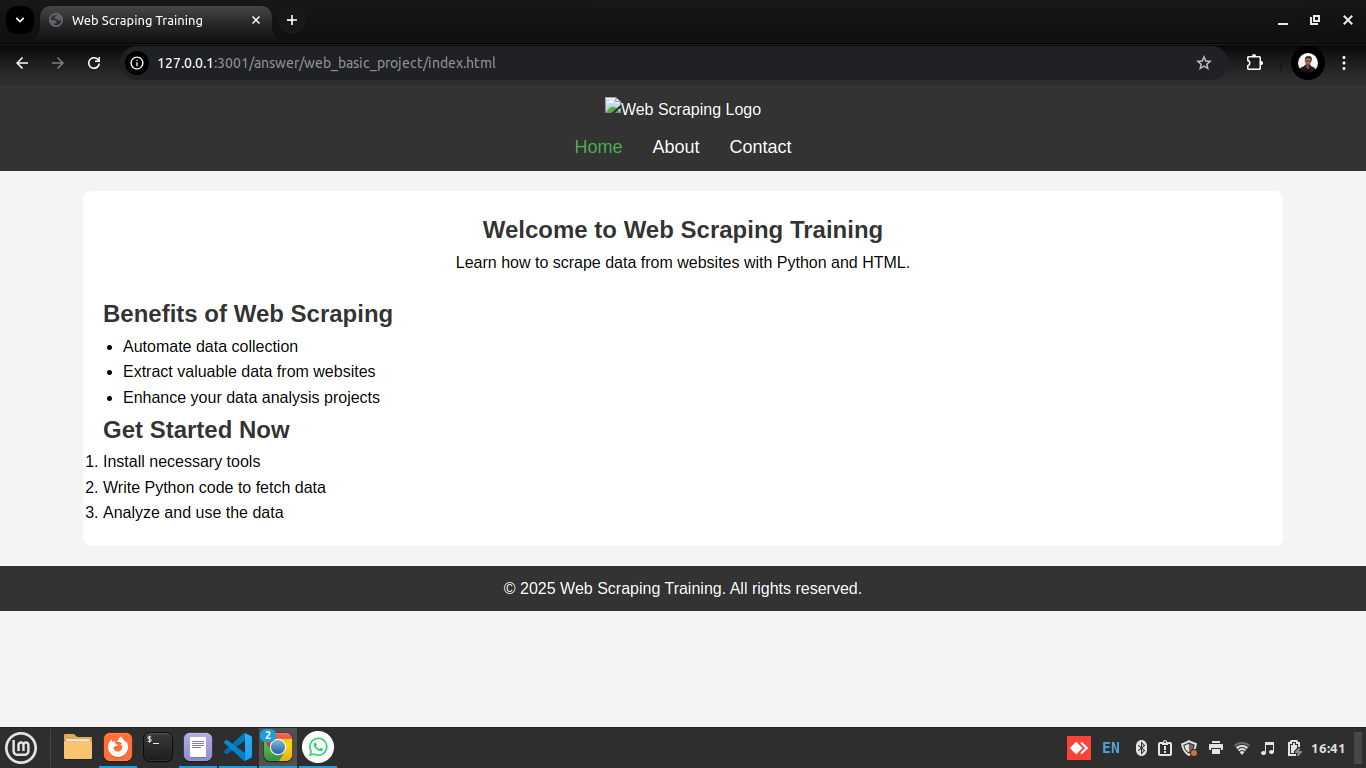 Web Scraping Training
127.0.0.1:3001/answer/web_basic_project/index.html
Web Scraping Logo
Home About Contact
Welcome to Web Scraping Training
Learn how to scrape data from websites with Python and HTML.
Benefits of Web Scraping
• Automate data collection
• Extract valuable data from websites
• Enhance your data analysis projects
Get Started Now
1. Install necessary tools
2. Write Python code to fetch data
3. Analyze and use the data
© 2025 Web Scraping Training. All rights reserved.
lm $_ 2 EN 16:41